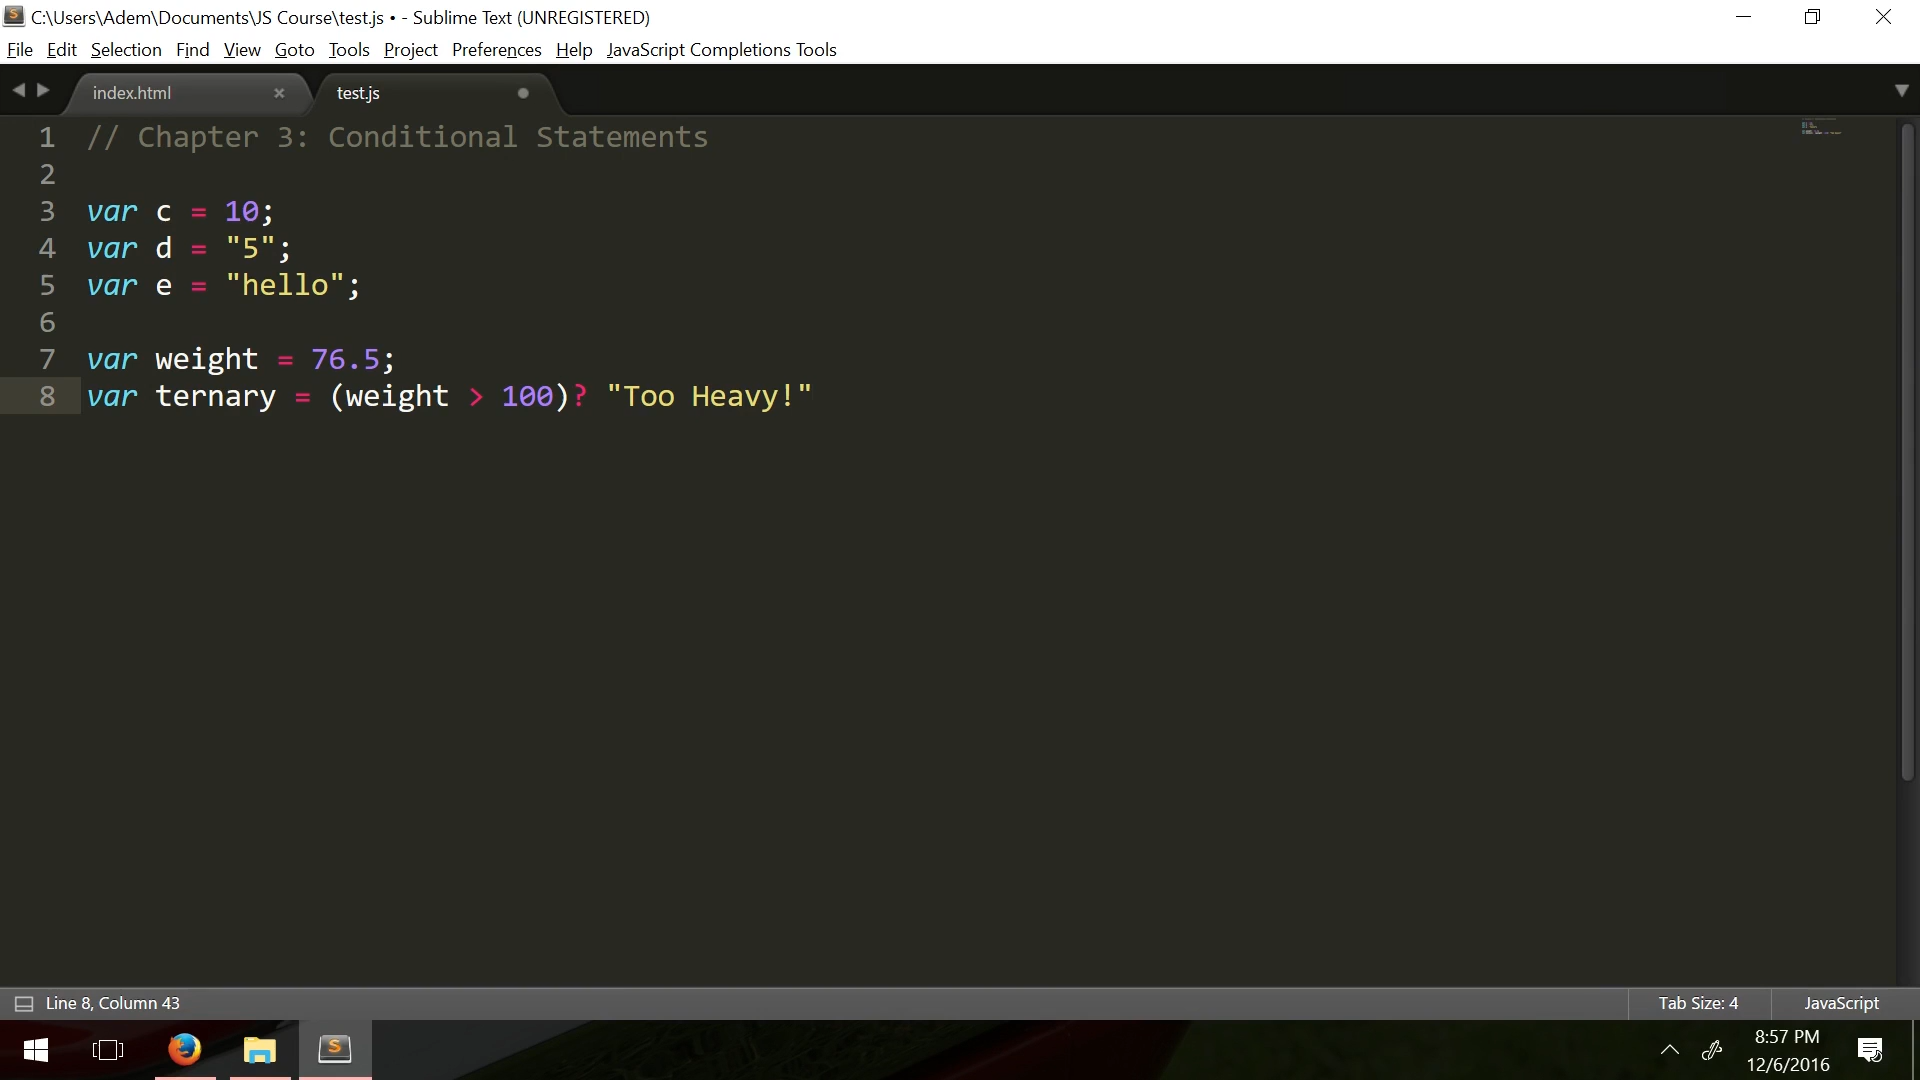 C:\Users\Adem\Documents\JS Course\test.js • - Sublime Text (UNREGISTERED)
File Edit Selection Find View Goto Tools Project Preferences Help JavaScript Completions Tools
index.html × test.js
1 // Chapter 3: Conditional Statements
2
3 var c = 10;
4 var d = "5";
5 var e = "hello";
6
7 var weight = 76.5;
8 var ternary = (weight > 100)? "Too Heavy!"
Line 8, Column 43 Tab Size: 4 JavaScript
8:57 PM
12/6/2016